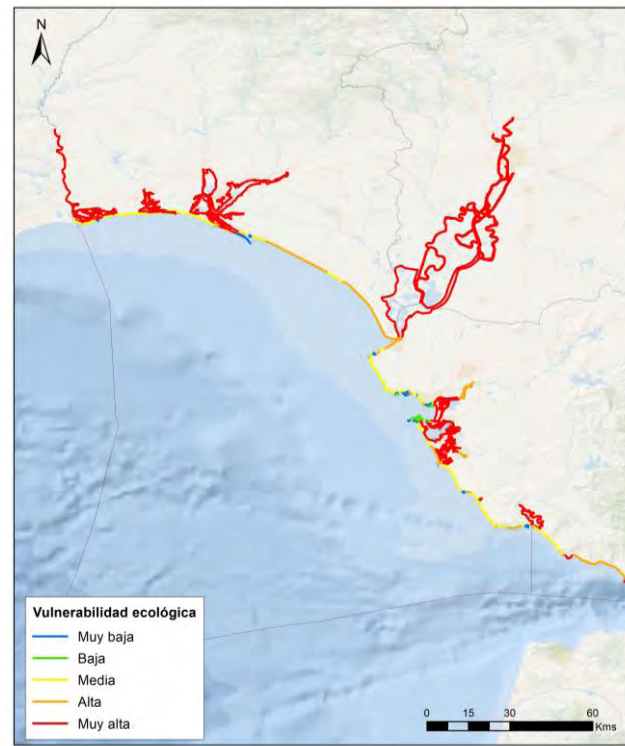 N
Vulnerabilidad ecológica
Muy baja
Baja
Media
Alta
Muy alta
0 15 30 60
Kms